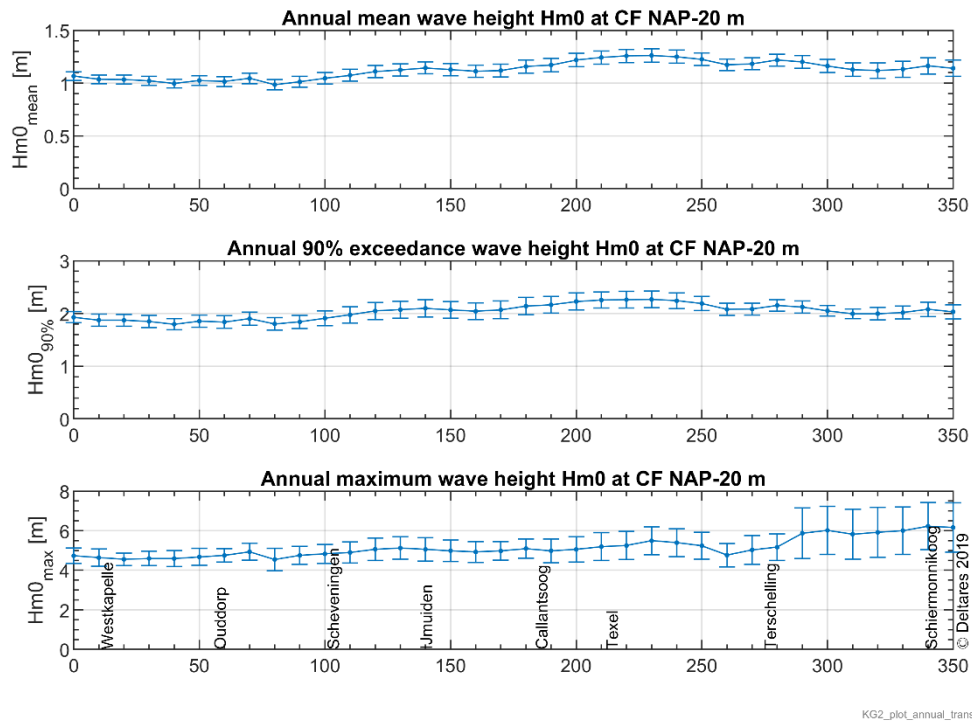 Annual mean wave height Hm0 at CF NAP-20 m
Hm0mean [m]
1.5
1
0.5
0
0 50 100 150 200 250 300 350
Annual 90% exceedance wave height Hm0 at CF NAP-20 m
Hm090% [m]
3
2
1
0
0 50 100 150 200 250 300 350
Annual maximum wave height Hm0 at CF NAP-20 m
Hm0max [m]
8
6
4
2
0
Westkapelle
Ouddorp
Scheveningen
IJmuiden
Callantsoog
Texel
Terschelling
Schiermonnikoog
© Deltares 2019
0 50 100 150 200 250 300 350
KG2_plot_annual_trans